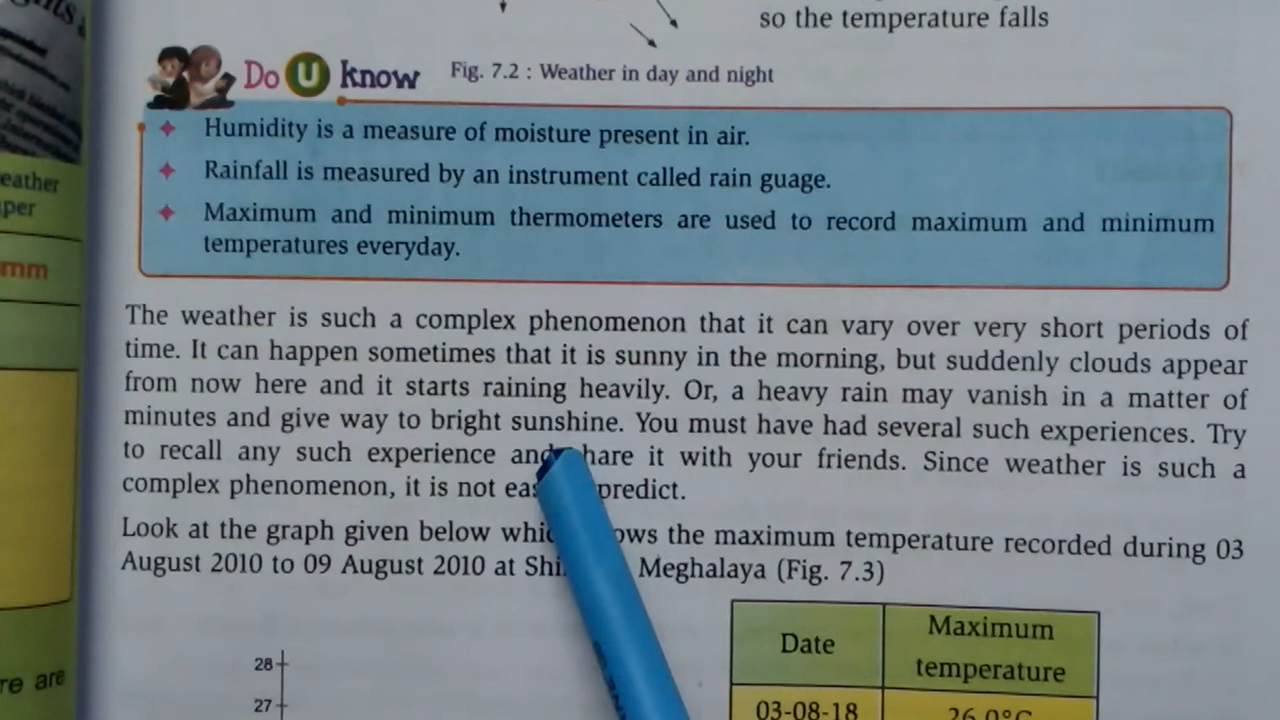 so the temperature falls
Do U know
Fig. 7.2 : Weather in day and night
Humidity is a measure of moisture present in air.
Rainfall is measured by an instrument called rain guage.
Maximum and minimum thermometers are used to record maximum and minimum
temperatures everyday.
The weather is such a complex phenomenon that it can vary over very short periods of
time. It can happen sometimes that it is sunny in the morning, but suddenly clouds appear
from now here and it starts raining heavily. Or, a heavy rain may vanish in a matter of
minutes and give way to bright sunshine. You must have had several such experiences. Try
to recall any such experience and it with your friends. Since weather is such a
complex phenomenon, it is not predict.
Look at the graph given below the maximum temperature recorded during 03
August 2010 to 09 August 2010 at Meghalaya (Fig. 7.3)
28
27
Date
Maximum
temperature
03-08-18
26.0°C
mm
re are